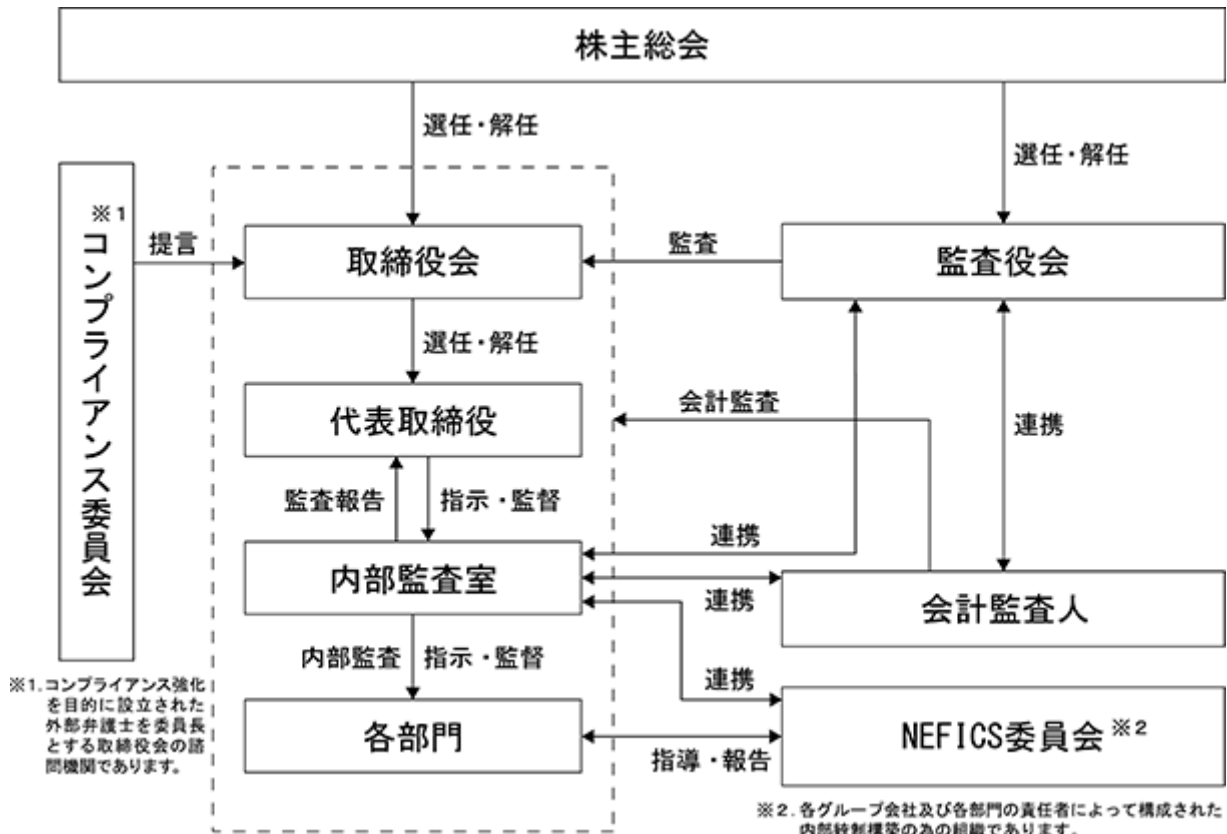 株主総会
選任・解任
選任・解任
※1
コンプライアンス委員会
提言
取締役会
監査
監査役会
選任・解任
代表取締役
会計監査
連携
監査報告
指示・監督
連携
内部監査室
連携
会計監査人
内部監査
指示・監督
連携
各部門
指導・報告
NEFICS委員会※2
※1.コンプライアンス強化
を目的に設立された
外部弁護士を委員長
とする取締役会の諮
問機関であります。
※2.各グループ会社及び各部門の責任者によって構成された
内部統制構築の為の組織であります。